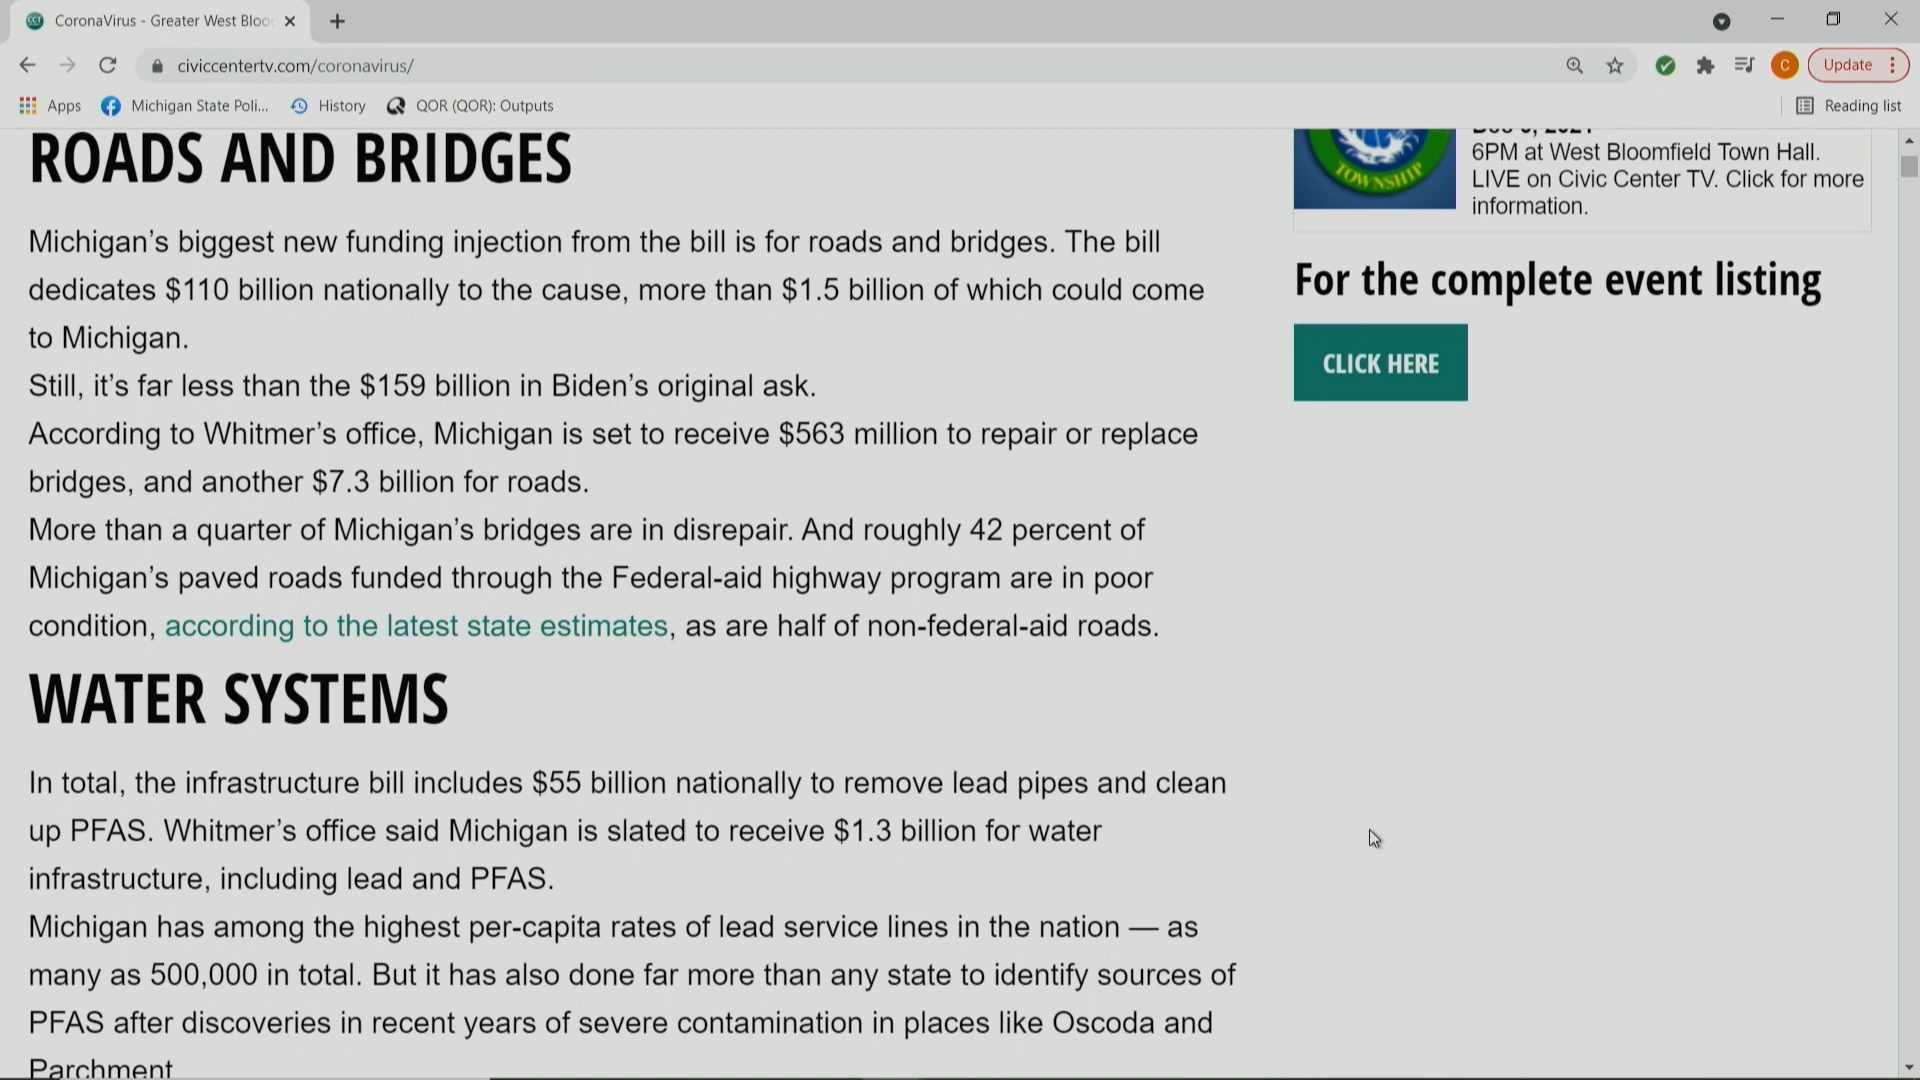 CoronaVirus - Greater West Bloo
civiccentertv.com/coronavirus/
C
Update
Apps
Michigan State Poli...
History
QOR (QOR): Outputs
Reading list
ROADS AND BRIDGES
Michigan’s biggest new funding injection from the bill is for roads and bridges. The bill
dedicates $110 billion nationally to the cause, more than $1.5 billion of which could come
to Michigan.
Still, it’s far less than the $159 billion in Biden’s original ask.
According to Whitmer’s office, Michigan is set to receive $563 million to repair or replace
bridges, and another $7.3 billion for roads.
More than a quarter of Michigan’s bridges are in disrepair. And roughly 42 percent of
Michigan’s paved roads funded through the Federal-aid highway program are in poor
condition, according to the latest state estimates, as are half of non-federal-aid roads.
WATER SYSTEMS
In total, the infrastructure bill includes $55 billion nationally to remove lead pipes and clean
up PFAS. Whitmer’s office said Michigan is slated to receive $1.3 billion for water
infrastructure, including lead and PFAS.
Michigan has among the highest per-capita rates of lead service lines in the nation — as
many as 500,000 in total. But it has also done far more than any state to identify sources of
PFAS after discoveries in recent years of severe contamination in places like Oscoda and
Parchment
TOWNSHIP
6PM at West Bloomfield Town Hall.
LIVE on Civic Center TV. Click for more
information.
For the complete event listing
CLICK HERE